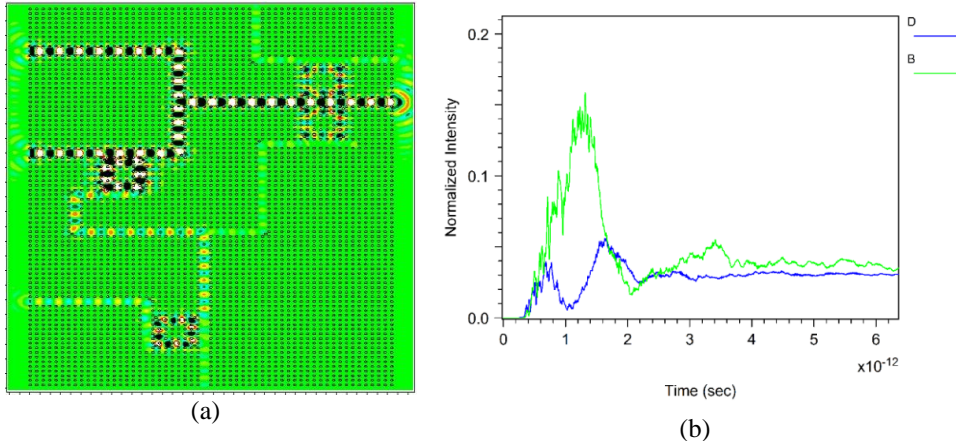 D
B
0.2
0.1
0.0
Normalized Intensity
0 1 2 3 4 5 6
x10-12
Time (sec)
(a)
(b)